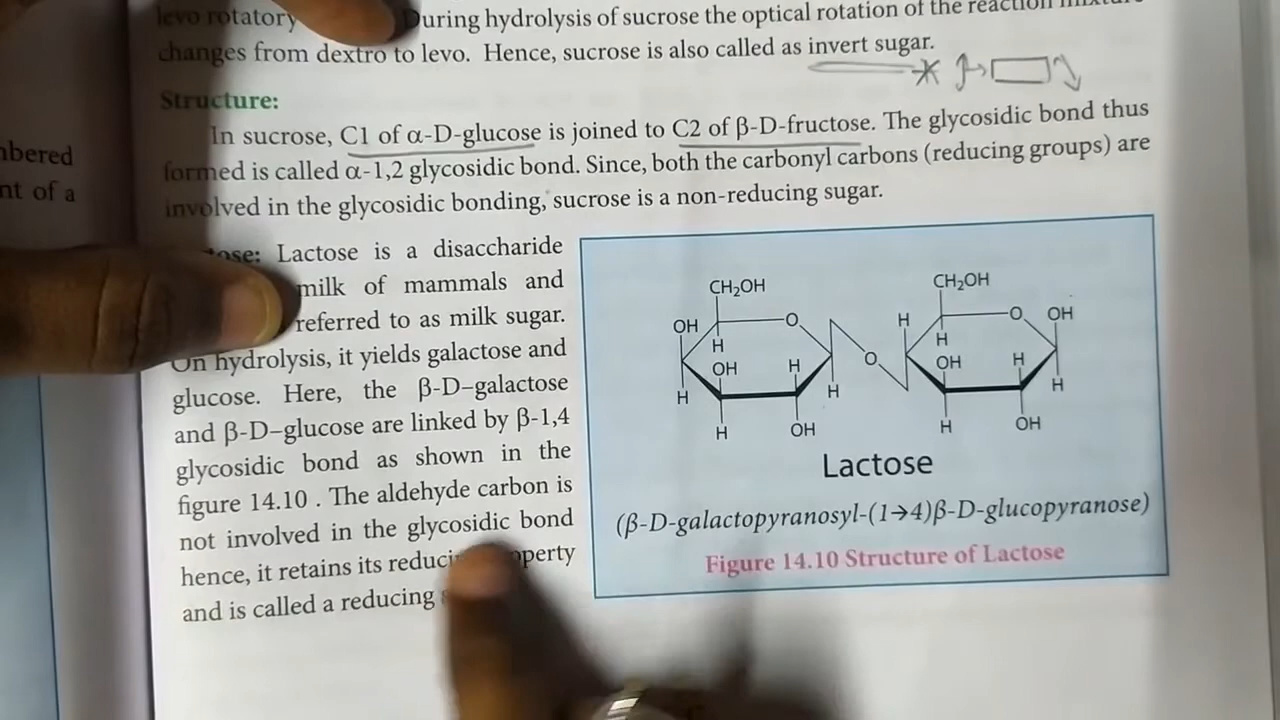 levo rotatory During hydrolysis of sucrose the optical rotation of the reaction mixture
changes from dextro to levo. Hence, sucrose is also called as invert sugar.
Structure:
In sucrose, C1 of α-D-glucose is joined to C2 of β-D-fructose. The glycosidic bond thus
formed is called α-1,2 glycosidic bond. Since, both the carbonyl carbons (reducing groups) are
involved in the glycosidic bonding, sucrose is a non-reducing sugar.
nbered
nt of a
ose: Lactose is a disaccharide
milk of mammals and
referred to as milk sugar.
On hydrolysis, it yields galactose and
glucose. Here, the β-D–galactose
and β-D–glucose are linked by β-1,4
glycosidic bond as shown in the
figure 14.10 . The aldehyde carbon is
not involved in the glycosidic bond
hence, it retains its reduci operty
and is called a reducing
CH₂OH CH₂OH
OH O H O OH
H H
OH H O OH H
H H H
H OH H OH
Lactose
(β-D-galactopyranosyl-(1→4)β-D-glucopyranose)
Figure 14.10 Structure of Lactose